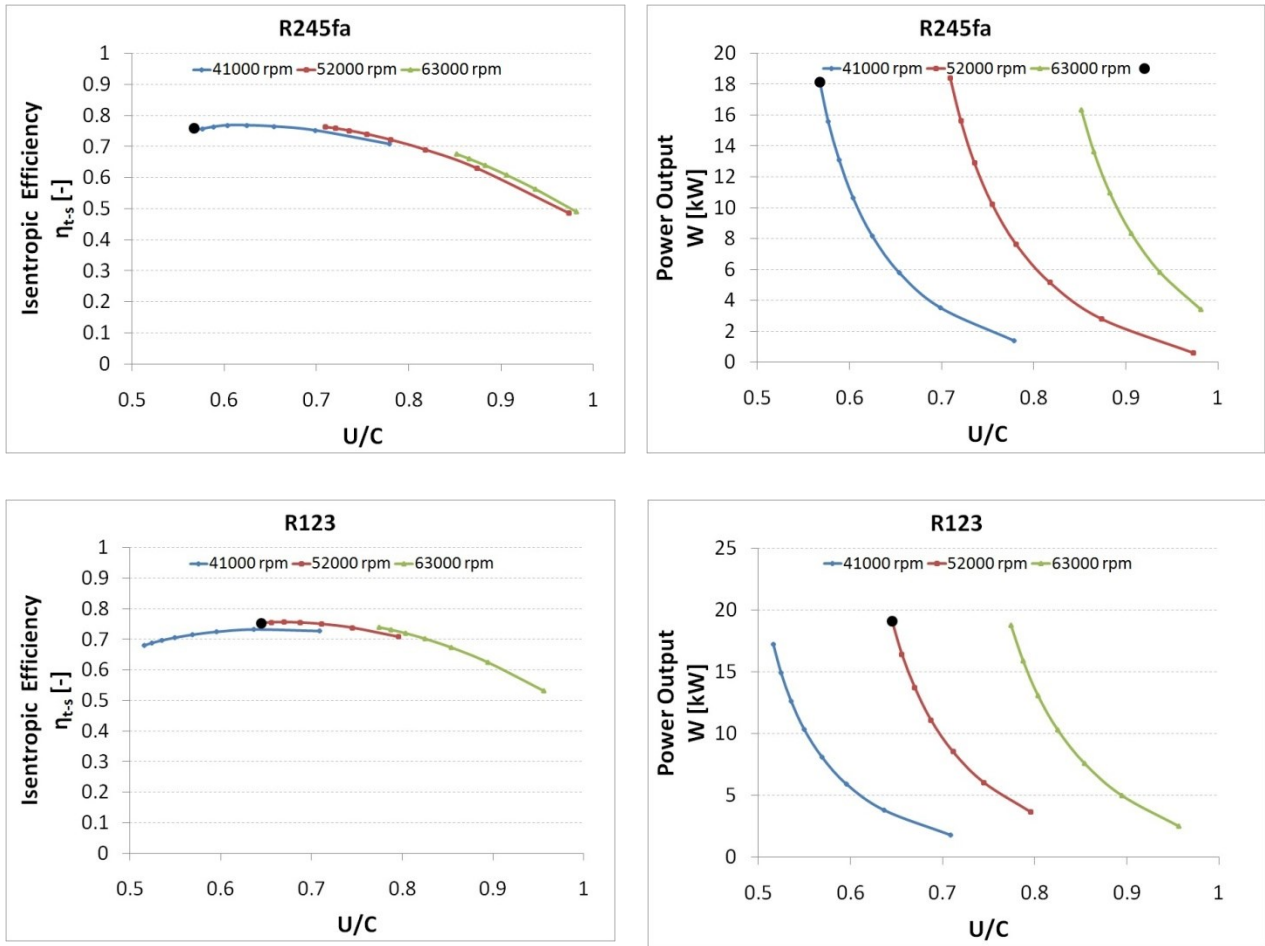 R245fa
41000 rpm 52000 rpm 63000 rpm
Isentropic Efficiency
ηt-s [-]
1
0.9
0.8
0.7
0.6
0.5
0.4
0.3
0.2
0.1
0
0.5 0.6 0.7 0.8 0.9 1
U/C
R245fa
41000 rpm 52000 rpm 63000 rpm
Power Output
W [kW]
20
18
16
14
12
10
8
6
4
2
0
0.5 0.6 0.7 0.8 0.9 1
U/C
R123
41000 rpm 52000 rpm 63000 rpm
Isentropic Efficiency
ηt-s [-]
1
0.9
0.8
0.7
0.6
0.5
0.4
0.3
0.2
0.1
0
0.5 0.6 0.7 0.8 0.9 1
U/C
R123
41000 rpm 52000 rpm 63000 rpm
Power Output
W [kW]
25
20
15
10
5
0
0.5 0.6 0.7 0.8 0.9 1
U/C